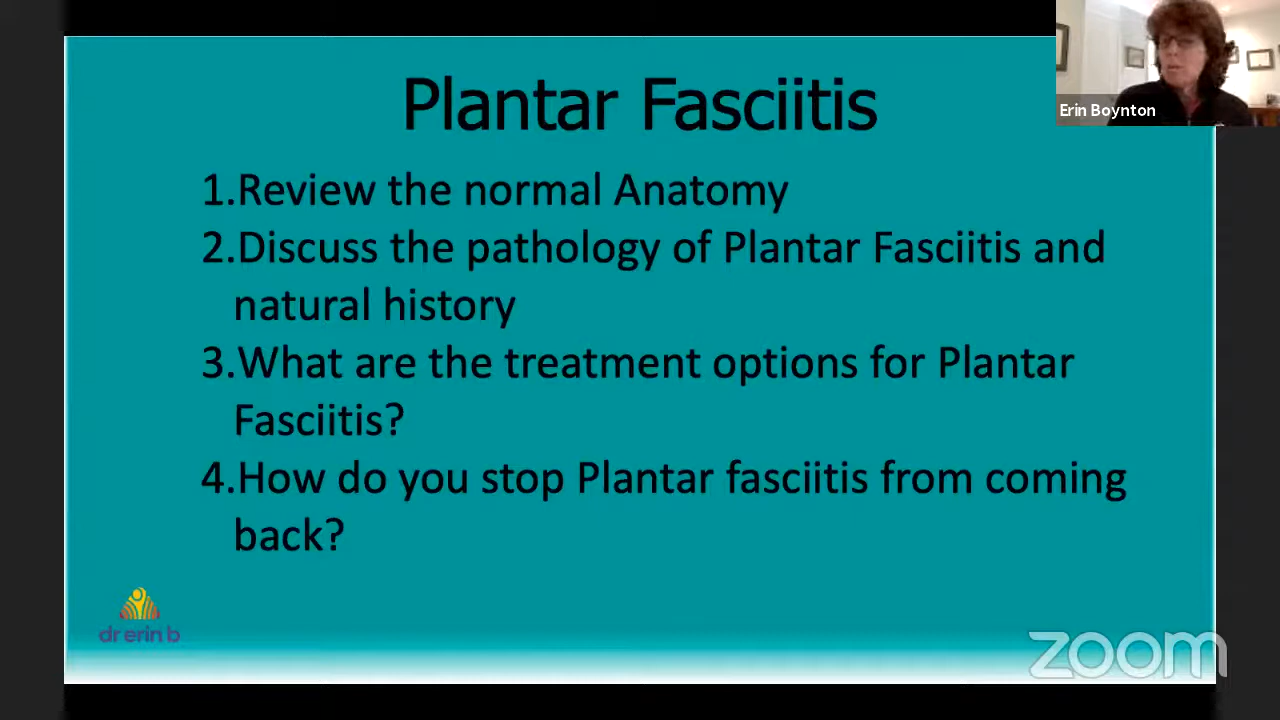 Plantar Fasciitis
Erin Boynton
1.Review the normal Anatomy
2.Discuss the pathology of Plantar Fasciitis and
natural history
3.What are the treatment options for Plantar
Fasciitis?
4.How do you stop Plantar fasciitis from coming
back?
dr erin b
zoom